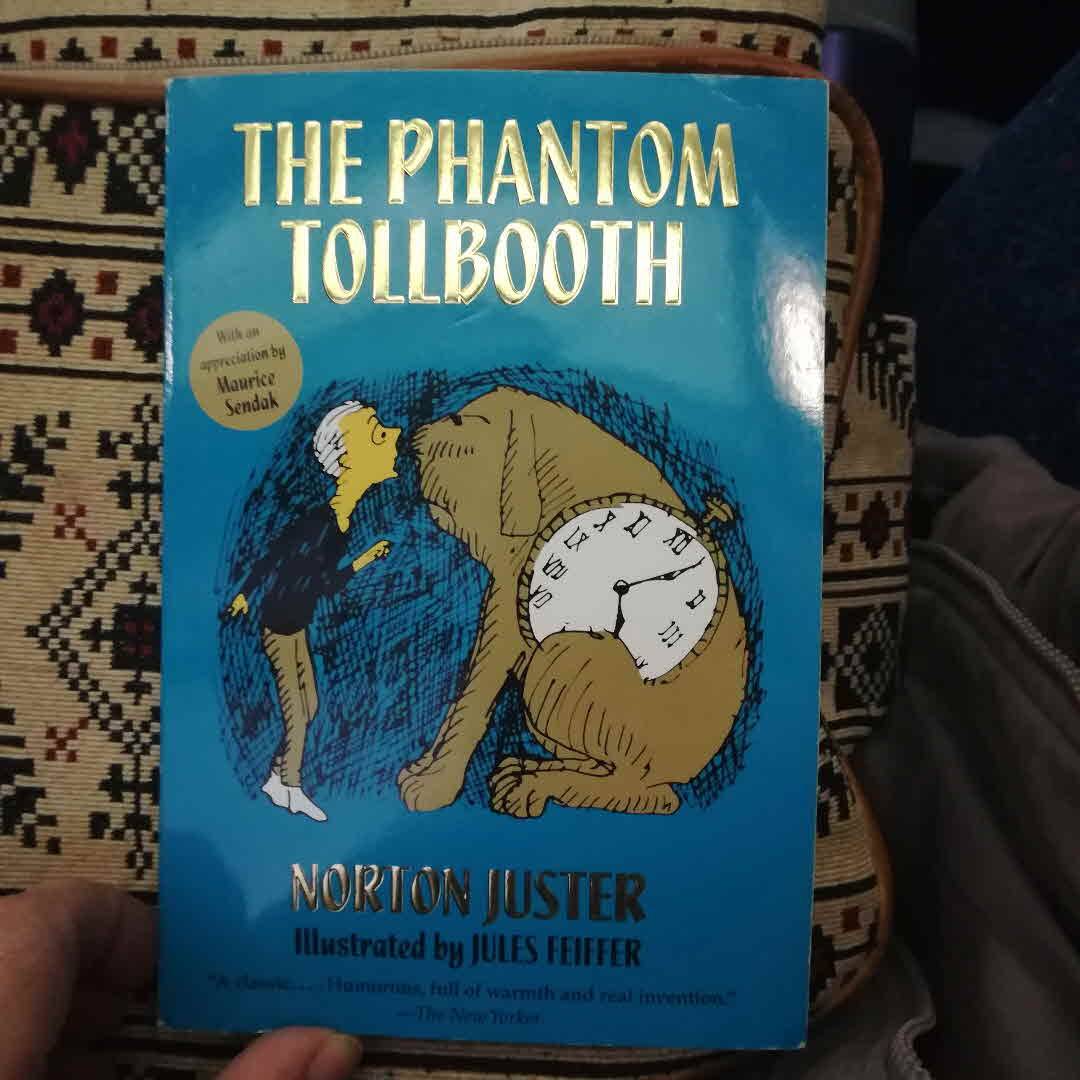 THE PHANTOM
TOLLBOOTH
With an
appreciation by
Maurice
Sendak
NORTON JUSTER
Illustrated by JULES FEIFFER
"A classic.... Humorous, full of warmth and real invention."
—The New Yorker